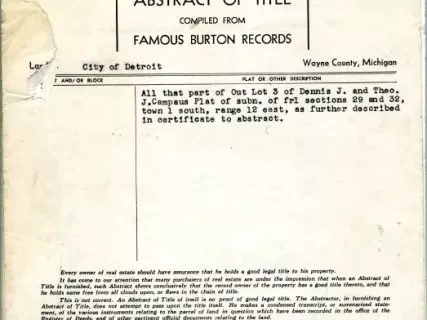 ABSTRACT OF TITLE
COMPILED FROM
FAMOUS BURTON RECORDS
City of Detroit Wayne County, Michigan
AND/OR BLOCK PLAT OR OTHER DESCRIPTION
All that part of Out Lot 3 of Dennis J. and Theo.
J.Campaus Plat of subn. of frl sections 29 and 32,
town 1 south, range 12 east, as further described
in certificate to abstract.
Every owner of real estate should have assurance that he holds a good legal title to his property.
It has come to our attention that many purchasers of real estate are under the impression that when an Abstract of
Title is furnished, such Abstract shows conclusively that the record owner of the property has a good title thereto, and that
he holds same free from all clouds upon, or flaws in the chain of title.
This is not correct. An Abstract of Title of itself is no proof of good legal title. The Abstractor, in furnishing an
Abstract of Title, does not attempt to pass upon the title itself. He makes a condensed transcript, or summarized state-
ment, of the various instruments relating to the parcel of land in question which have been recorded in the office of the
Register of Deeds, and of other pertinent official documents relating to the land.